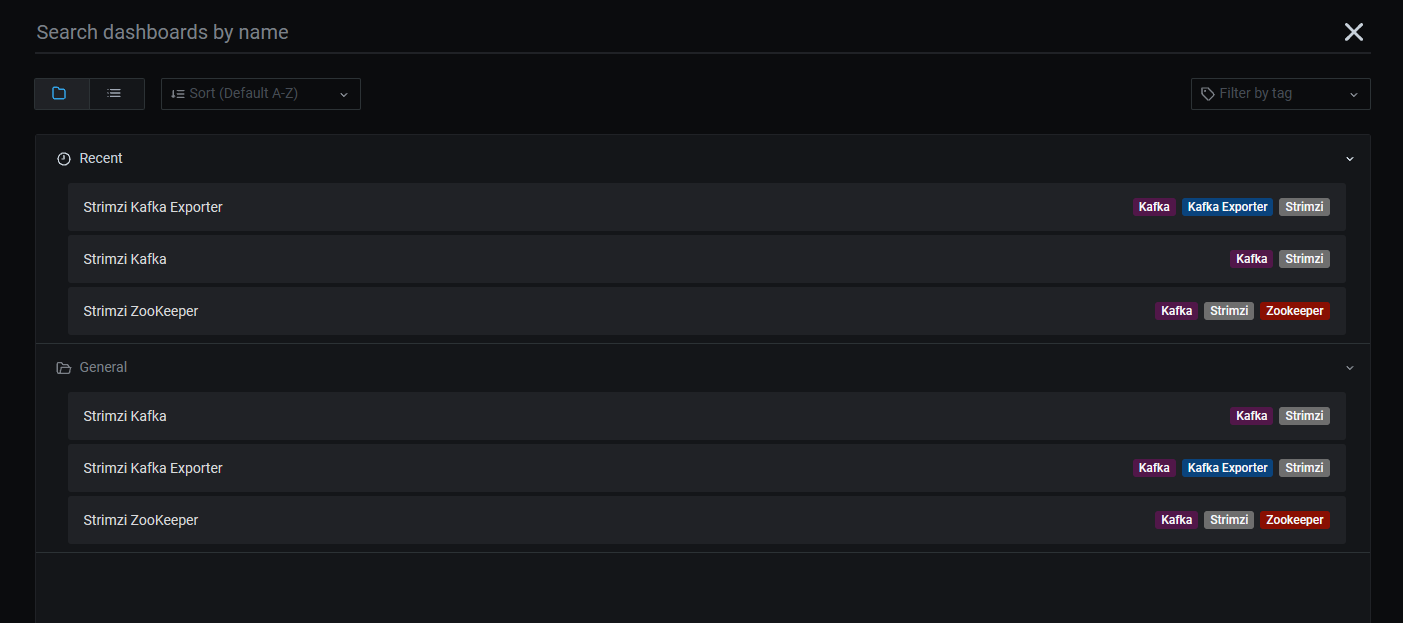 Search dashboards by name
Sort (Default A-Z)
Filter by tag
Recent
Strimzi Kafka Exporter Kafka Kafka Exporter Strimzi
Strimzi Kafka Kafka Strimzi
Strimzi ZooKeeper Kafka Strimzi Zookeeper
General
Strimzi Kafka Kafka Strimzi
Strimzi Kafka Exporter Kafka Kafka Exporter Strimzi
Strimzi ZooKeeper Kafka Strimzi Zookeeper